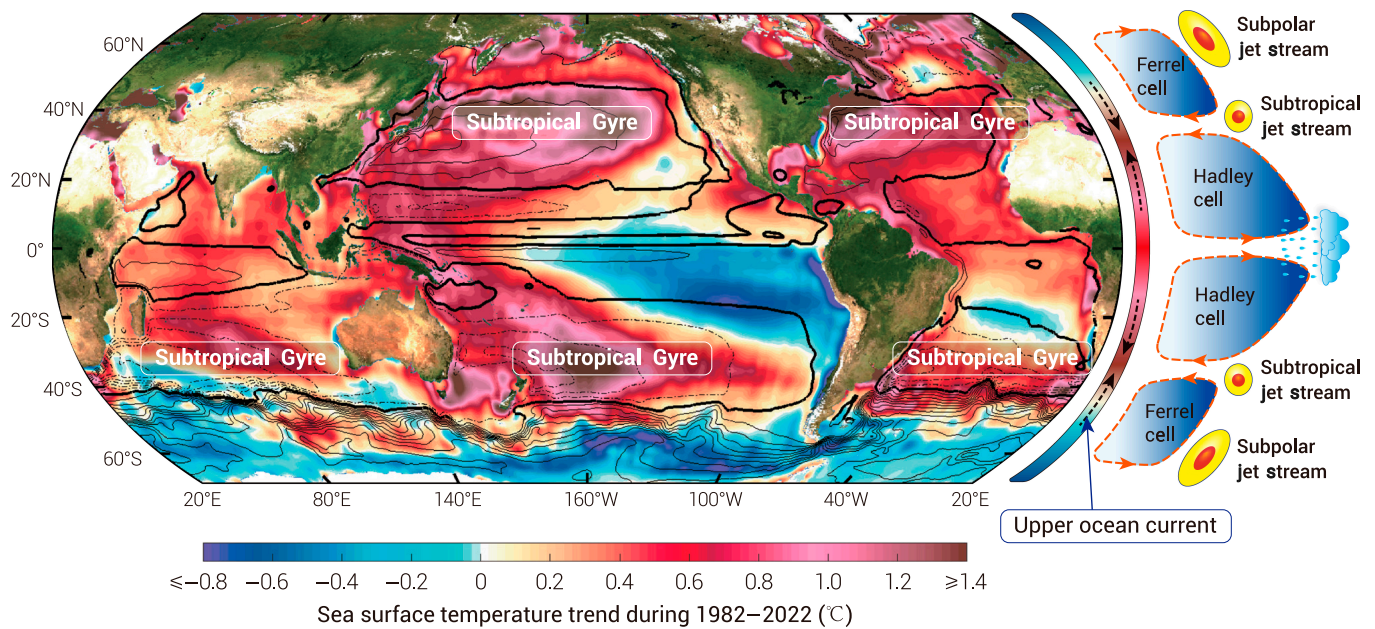 60°N
40°N
20°N
0°
20°S
40°S
60°S
20°E
80°E
140°E
160°W
100°W
40°W
20°E
Subtropical Gyre
Subtropical Gyre
Subtropical Gyre
Subtropical Gyre
Subtropical Gyre
Ferrel
cell
Hadley
cell
Hadley
cell
Ferrel
cell
Subpolar
jet stream
Subtropical
jet stream
Subtropical
jet stream
Subpolar
jet stream
Upper ocean current
≤−0.8
−0.6
−0.4
−0.2
0
0.2
0.4
0.6
0.8
1.0
1.2
≥1.4
Sea surface temperature trend during 1982−2022 (℃)